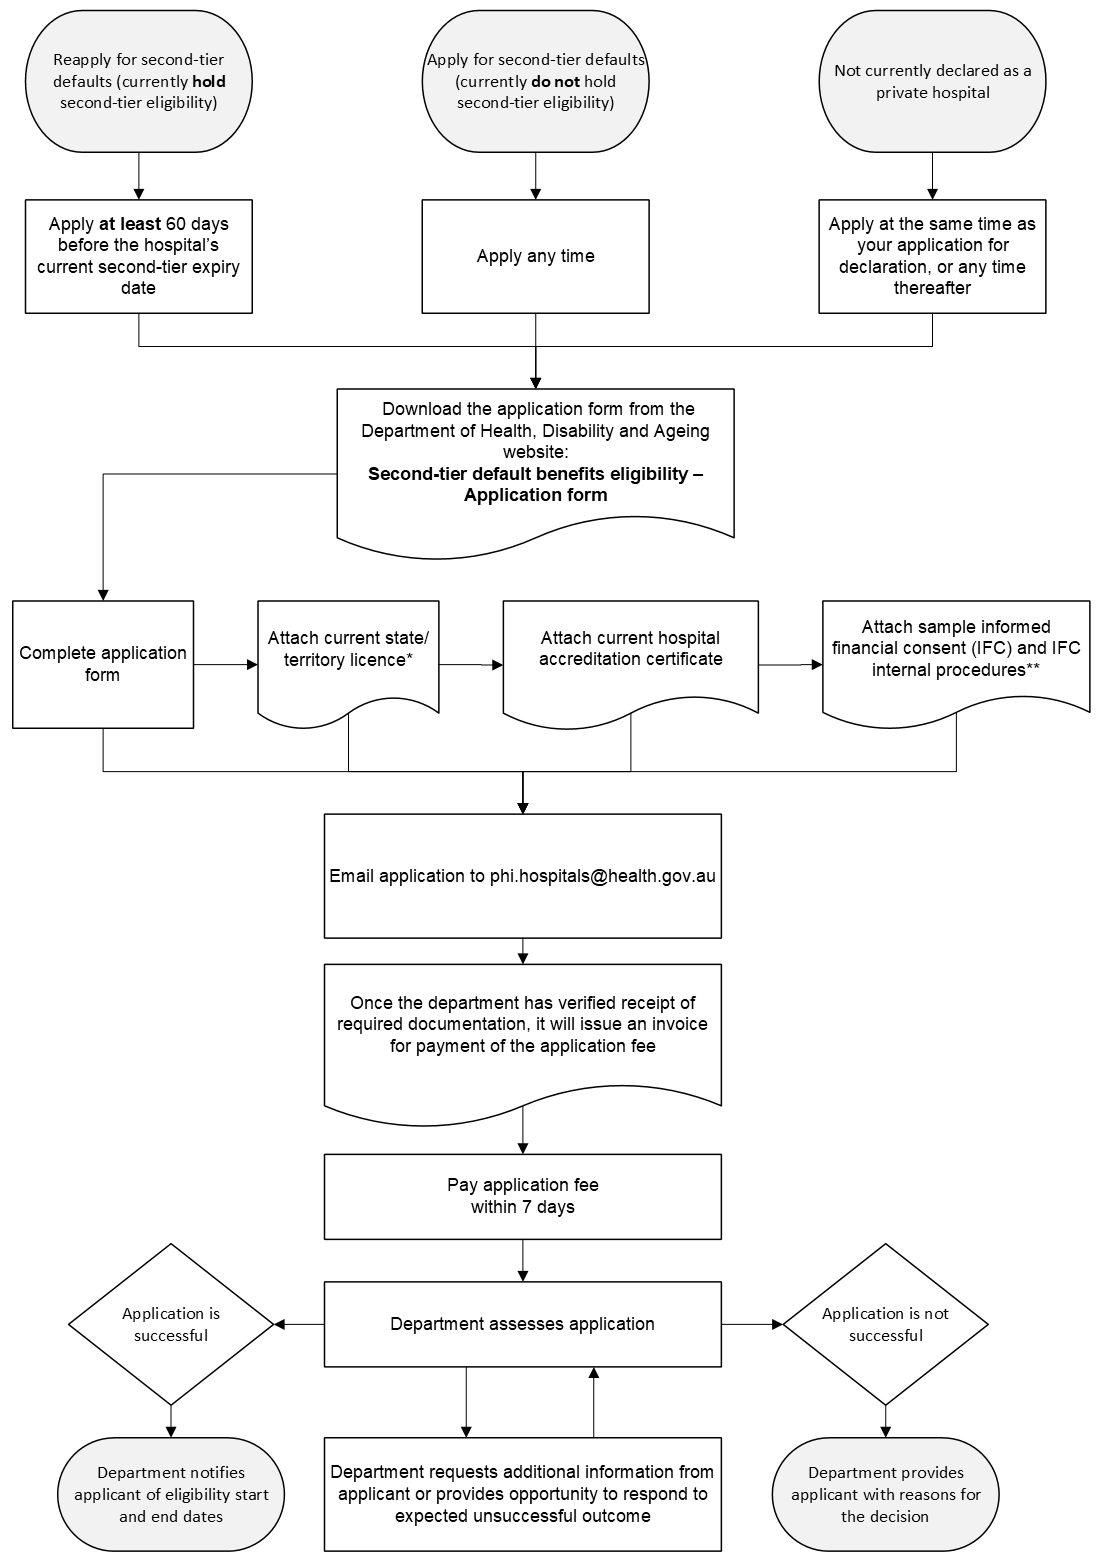 Reapply for second-tier
defaults (currently hold
second-tier eligibility)
Apply for second-tier defaults
(currently do not hold
second-tier eligibility)
Not currently declared as a
private hospital
Apply at least 60 days
before the hospital's
current second-tier expiry
date
Apply any time
Apply at the same time as
your application for
declaration, or any time
thereafter
Download the application form from the
Department of Health, Disability and Ageing
website:
Second-tier default benefits eligibility –
Application form
Complete application
form
Attach current state/
territory licence*
Attach current hospital
accreditation certificate
Attach sample informed
financial consent (IFC) and IFC
internal procedures**
Email application to phi.hospitals@health.gov.au
Once the department has verified receipt of
required documentation, it will issue an invoice
for payment of the application fee
Pay application fee
within 7 days
Application is
successful
Department assesses application
Application is not
successful
Department notifies
applicant of eligibility start
and end dates
Department requests additional information from
applicant or provides opportunity to respond to
expected unsuccessful outcome
Department provides
applicant with reasons for
the decision